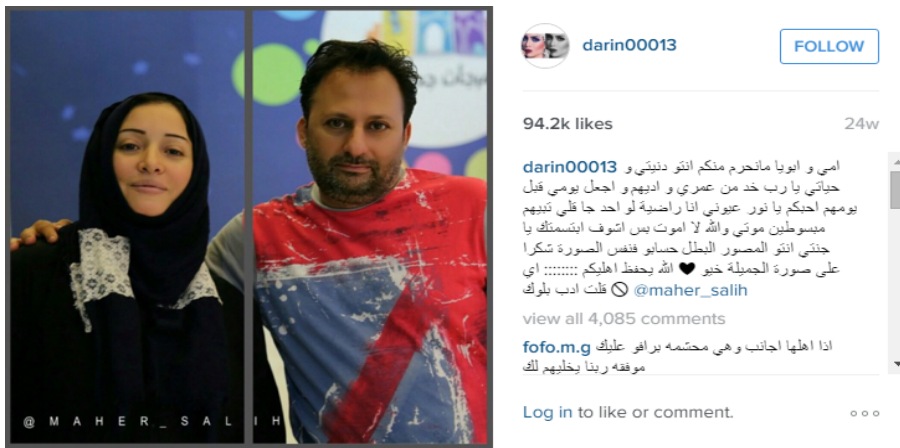 darin00013
FOLLOW
94.2k likes
24w
darin00013 امي و ابويا مانحرم منكم انتو دنيتي و
حياتي يا رب خد من عمري و اديهم و اجعل يومي قبل
يومهم احبكم يا نور عيوني انا راضية لو احد جا قلي تبيهم
مبسوطين موتي والله لا اموت بس اشوف ابتسمتك يا
جنتي انتو المصور البطل حسابو فنفس الصورة شكرا
على صورة الجميلة خيو 🖤 الله يحفظ اهليكم :::::::: اي
قلت ادب بلوك 🚫 @maher_salih
view all 4,085 comments
fofo.m.g اذا اهلها اجانب وهي محشمه برافو عليك
موفقه ربنا يخليهم لك
Log in to like or comment.
@ M A H E R _ S A L I H